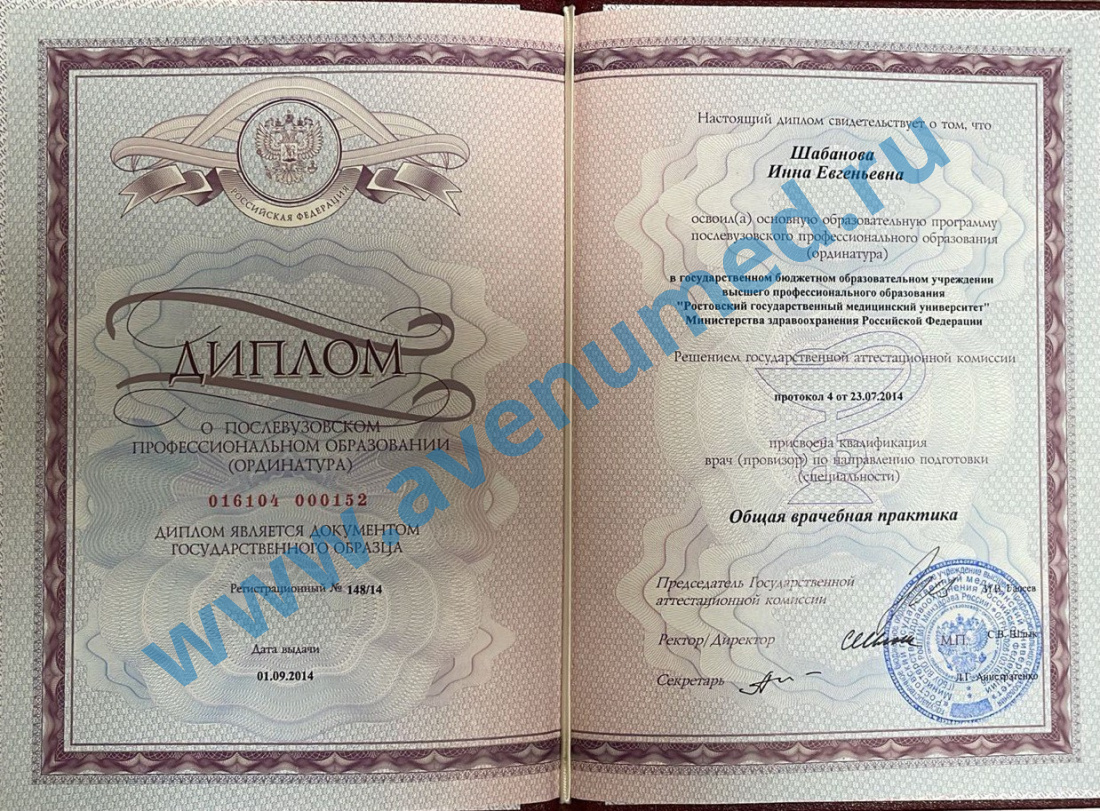 РОССИЙСКАЯ ФЕДЕРАЦИЯ
ДИПЛОМ
О ПОСЛЕВУЗОВСКОМ
ПРОФЕССИОНАЛЬНОМ ОБРАЗОВАНИИ
(ОРДИНАТУРА)
016104 000152
ДИПЛОМ ЯВЛЯЕТСЯ ДОКУМЕНТОМ
ГОСУДАРСТВЕННОГО ОБРАЗЦА
Регистрационный № 148/14
Дата выдачи
01.09.2014
Настоящий диплом свидетельствует о том, что
Шабанова
Инна Евгеньевна
освоил(а) основную образовательную программу
послевузовского профессионального образования
(ординатура)
в государственном бюджетном образовательном учреждении
высшего профессионального образования
"Ростовский государственный медицинский университет"
Министерства здравоохранения Российской Федерации
Решением государственной аттестационной комиссии
протокол 4 от 23.07.2014
присвоена квалификация
врач (провизор) по направлению подготовки
(специальности)
Общая врачебная практика
Председатель Государственной
аттестационной комиссии
Ректор/Директор
М.П.
С.В. Шлык
Секретарь
www.avenumed.ru